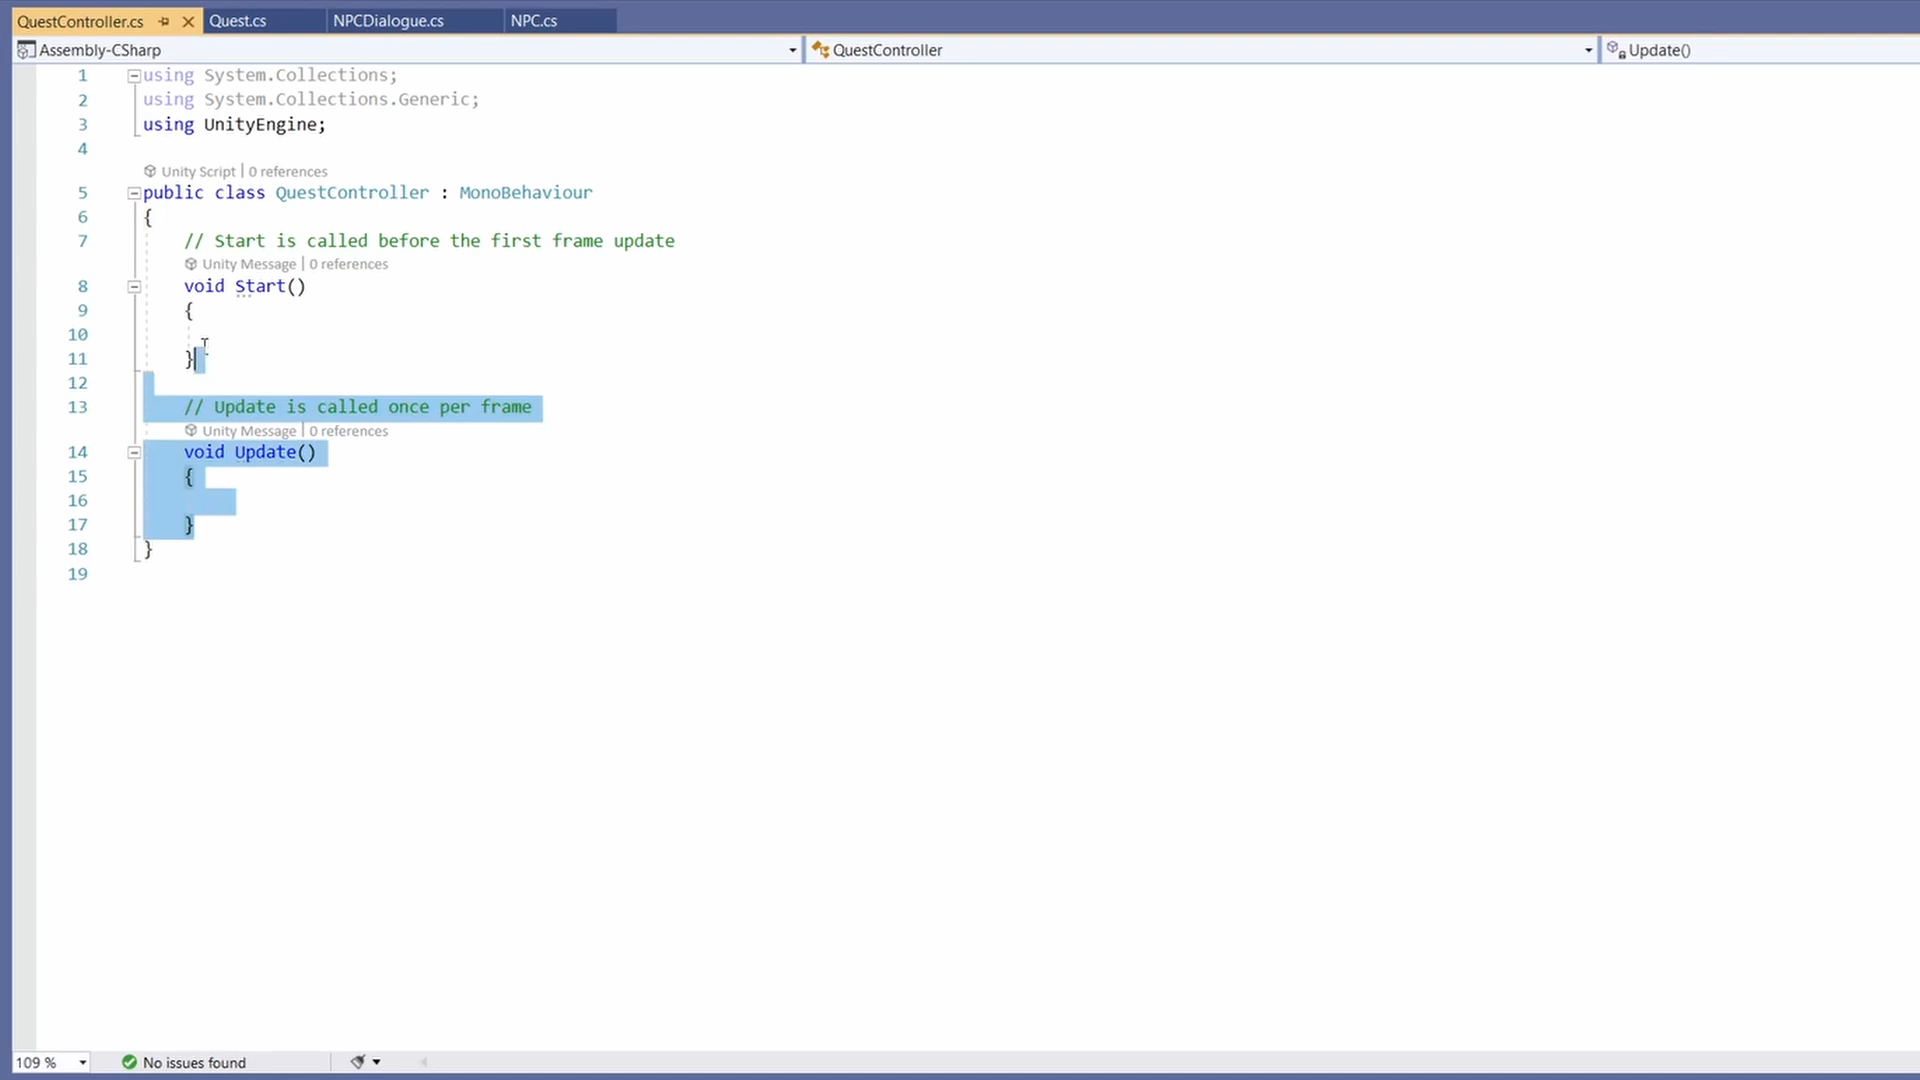 QuestController.cs Quest.cs NPCDialogue.cs NPC.cs
Assembly-CSharp QuestController Update()
1 using System.Collections;
2 using System.Collections.Generic;
3 using UnityEngine;
4
Unity Script | 0 references
5 public class QuestController : MonoBehaviour
6 {
7 // Start is called before the first frame update
Unity Message | 0 references
8 void Start()
9 {
10
11 }
12
13 // Update is called once per frame
Unity Message | 0 references
14 void Update()
15 {
16
17 }
18 }
19
109 % No issues found